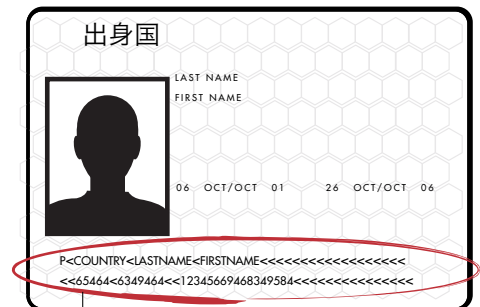 出身国
LAST NAME
FIRST NAME
06 OCT/OCT 01 26 OCT/OCT 06
P<COUNTRY<LASTNAME<FIRSTNAME<<<<<<<<<<<<<<<<<<
<<65464<6349464<<12345669468349584<<<<<<<<<<<<<<<